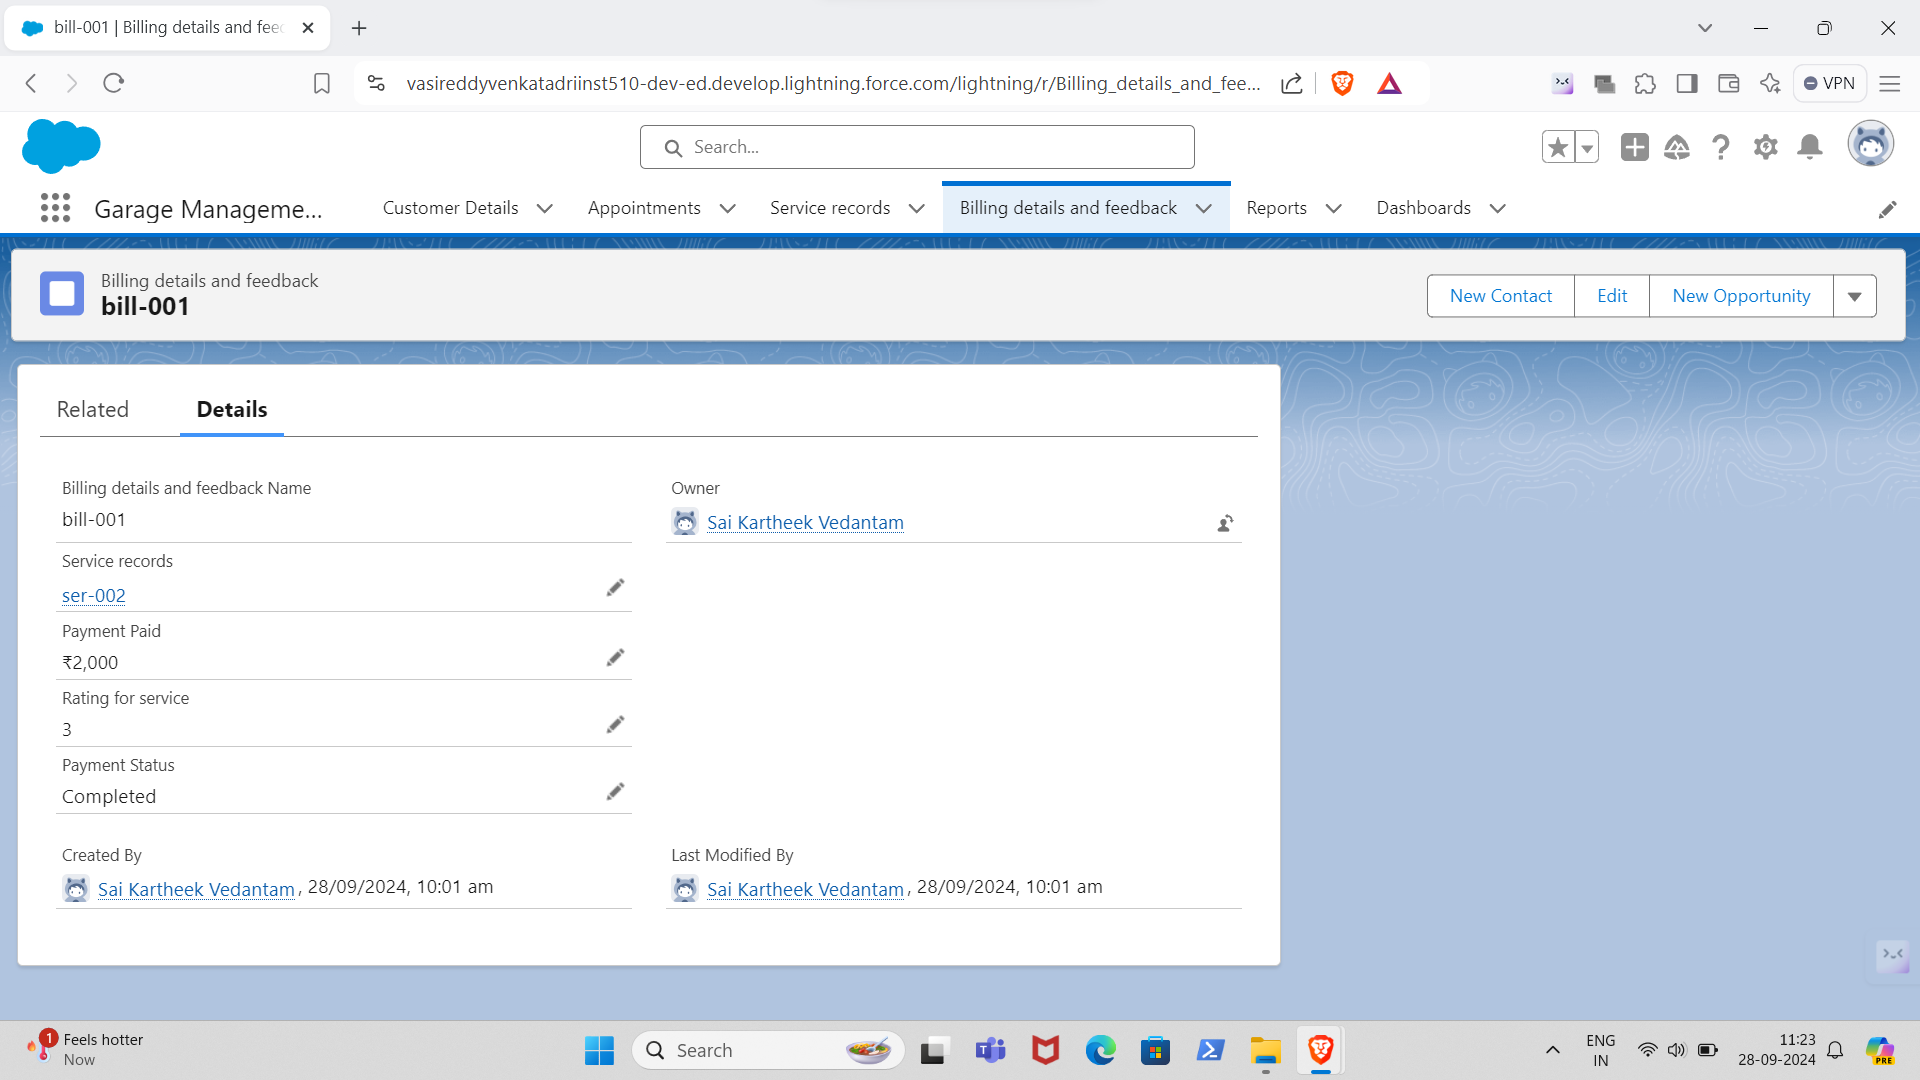 bill-001 | Billing details and fee
vasireddyvenkatadriinst510-dev-ed.develop.lightning.force.com/lightning/r/Billing_details_and_fee...
VPN
Search...
Garage Manageme...
Customer Details
Appointments
Service records
Billing details and feedback
Reports
Dashboards
Billing details and feedback
bill-001
New Contact
Edit
New Opportunity
Related
Details
Billing details and feedback Name
bill-001
Owner
Sai Kartheek Vedantam
Service records
ser-002
Payment Paid
₹2,000
Rating for service
3
Payment Status
Completed
Created By
Sai Kartheek Vedantam, 28/09/2024, 10:01 am
Last Modified By
Sai Kartheek Vedantam, 28/09/2024, 10:01 am
1
Feels hotter
Now
Search
ENG
IN
11:23
28-09-2024
PRE